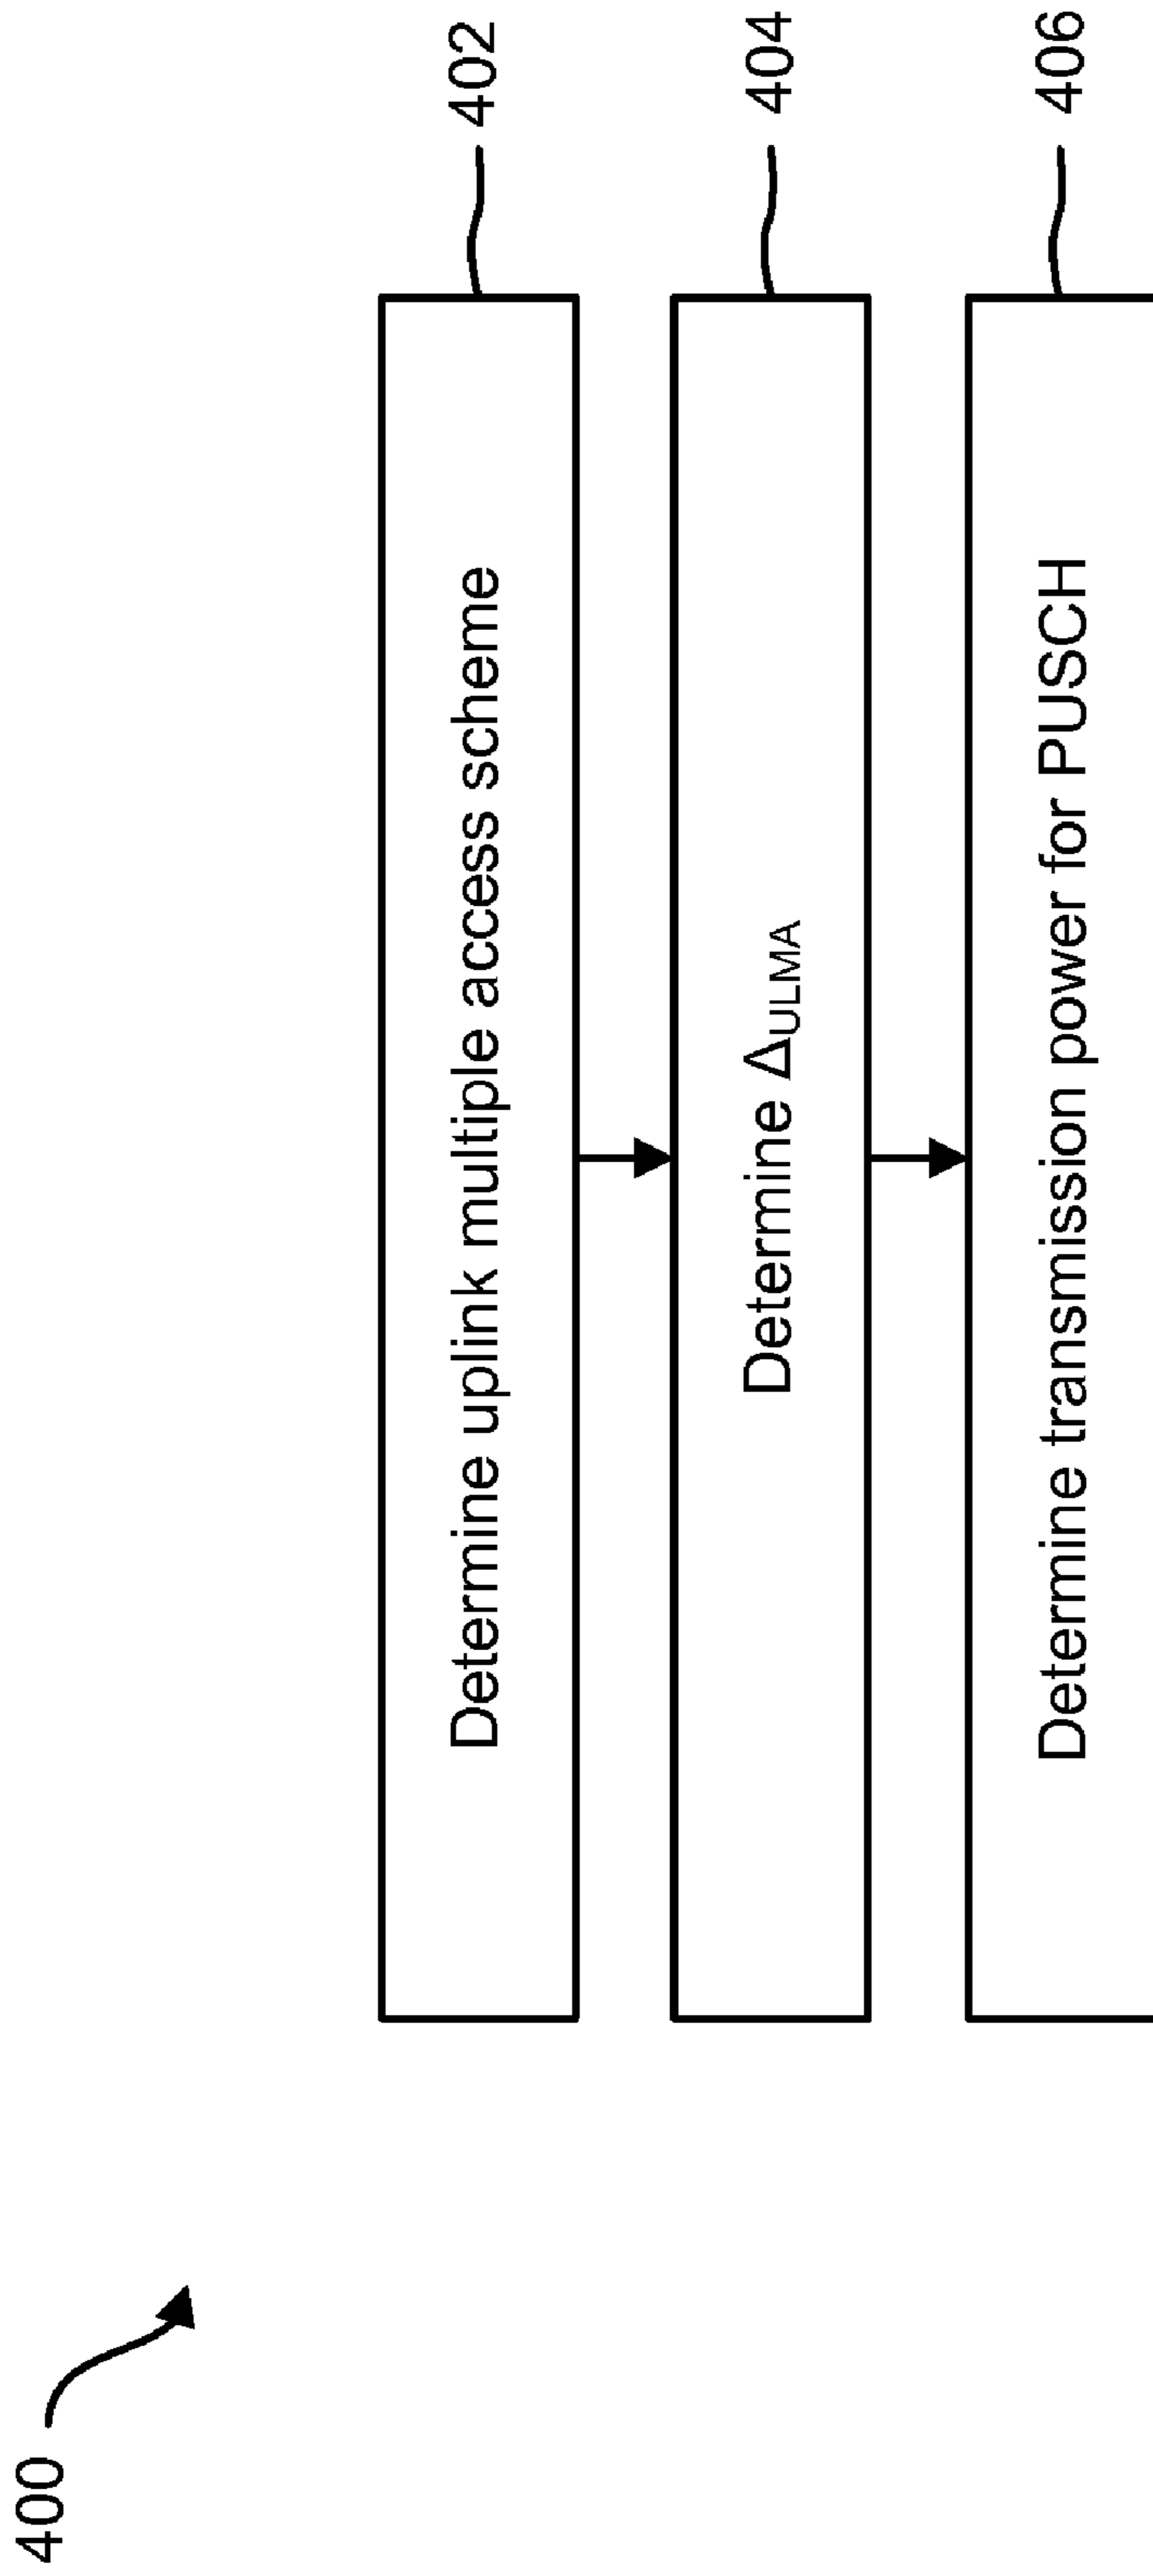 400
Determine uplink multiple access scheme
402
Determine ΔULMA
404
Determine transmission power for PUSCH
406